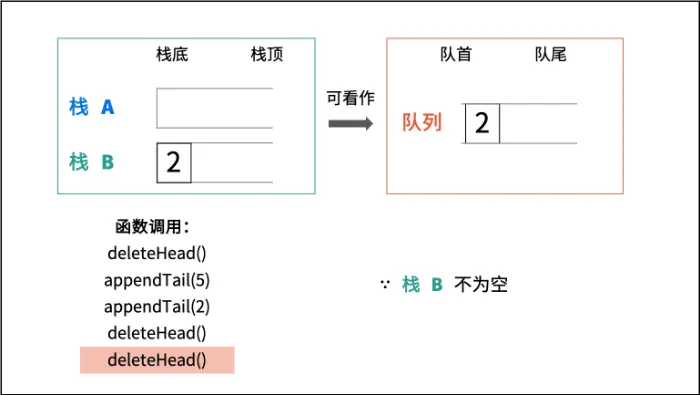 栈底 栈顶
栈 A
栈 B 2
可看作
队首 队尾
队列 2
函数调用：
deleteHead()
appendTail(5)
appendTail(2)
deleteHead()
deleteHead()
∵ 栈 B 不为空